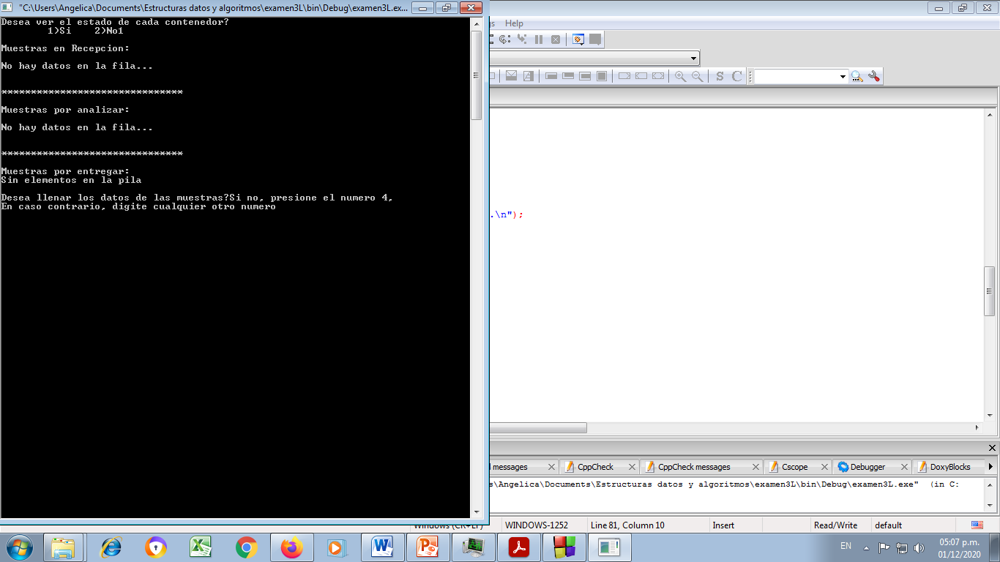 "C:\Users\Angelica\Documents\Estructuras datos y algoritmos\examen3L\bin\Debug\examen3L.ex...
Desea ver el estado de cada contenedor?
1)Si    2)No1
Muestras en Recepcion:
No hay datos en la fila...
*******************************
Muestras por analizar:
No hay datos en la fila...
*******************************
Muestras por entregar:
Sin elementos en la pila
Desea llenar los datos de las muestras?Si no, presione el numero 4,
En caso contrario, digite cualquier otro numero
Help
S C
.\n");
messages CppCheck CppCheck messages Cscope Debugger DoxyBlocks
\Angelica\Documents\Estructuras datos y algoritmos\examen3L\bin\Debug\examen3L.exe"  (in C:
Windows (CR+LF) WINDOWS-1252 Line 81, Column 10 Insert Read/Write default
EN
05:07 p.m.
01/12/2020